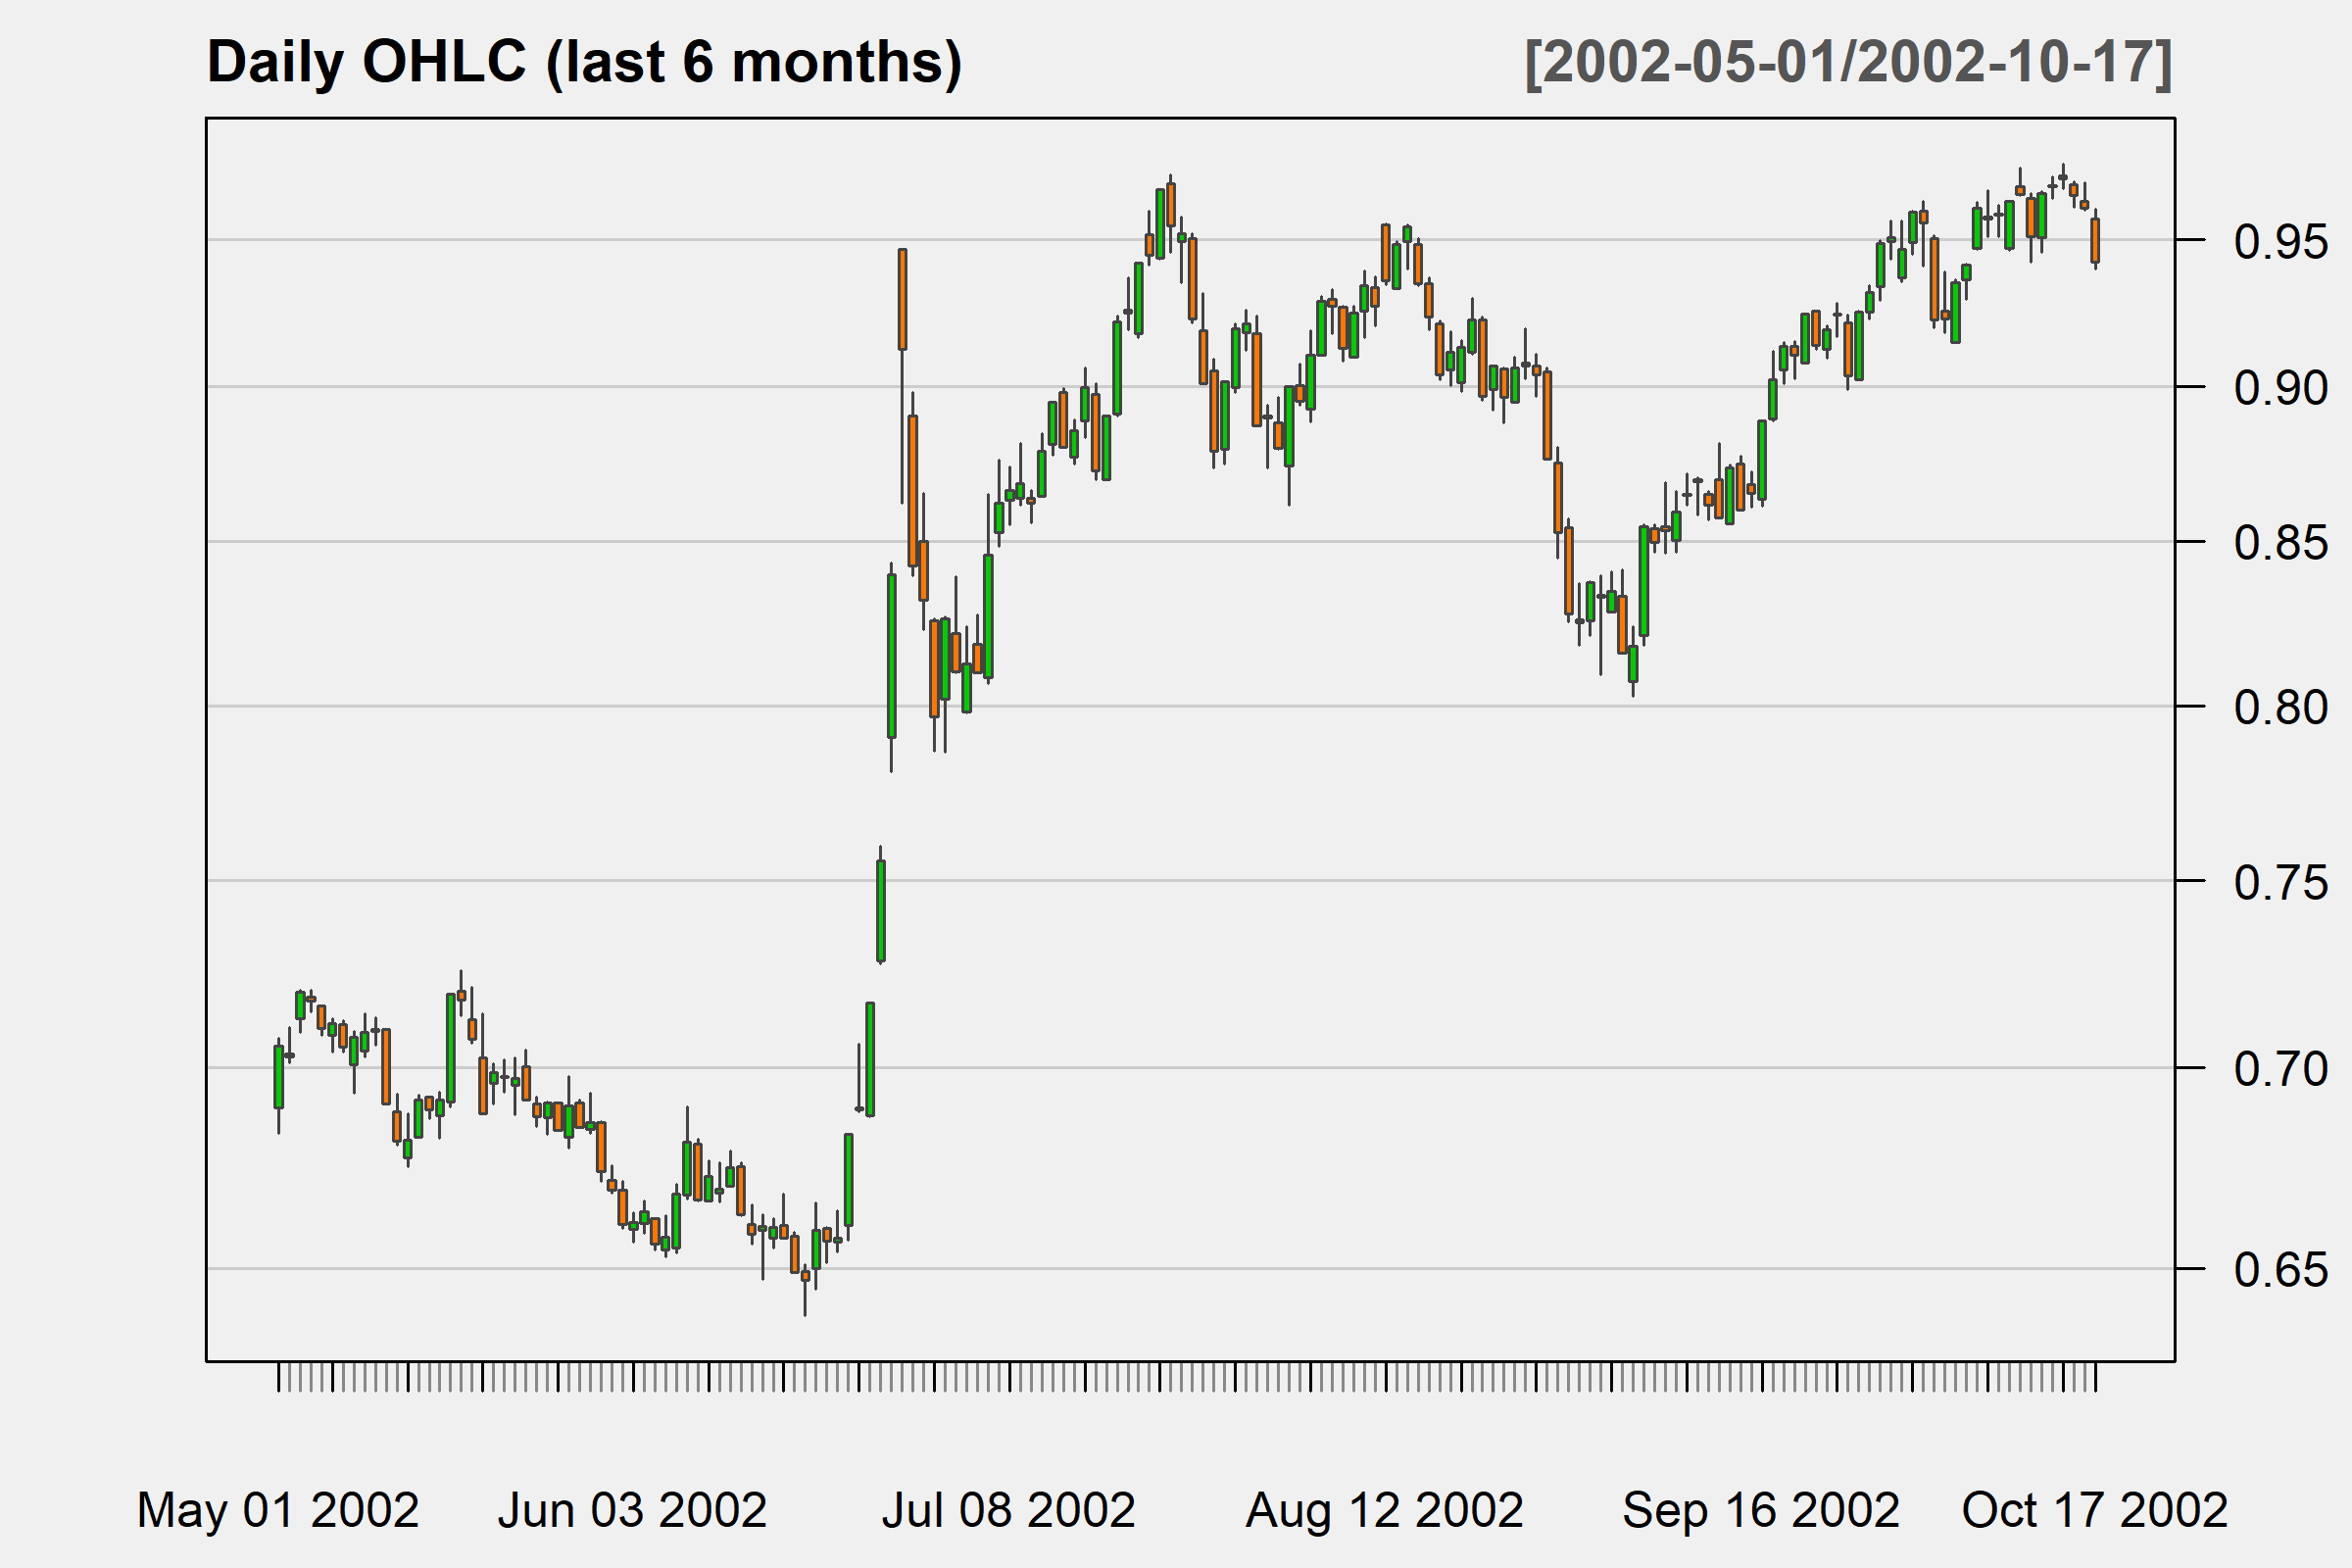 Daily OHLC (last 6 months)
[2002-05-01/2002-10-17]
0.95
0.90
0.85
0.80
0.75
0.70
0.65
May 01 2002
Jun 03 2002
Jul 08 2002
Aug 12 2002
Sep 16 2002
Oct 17 2002